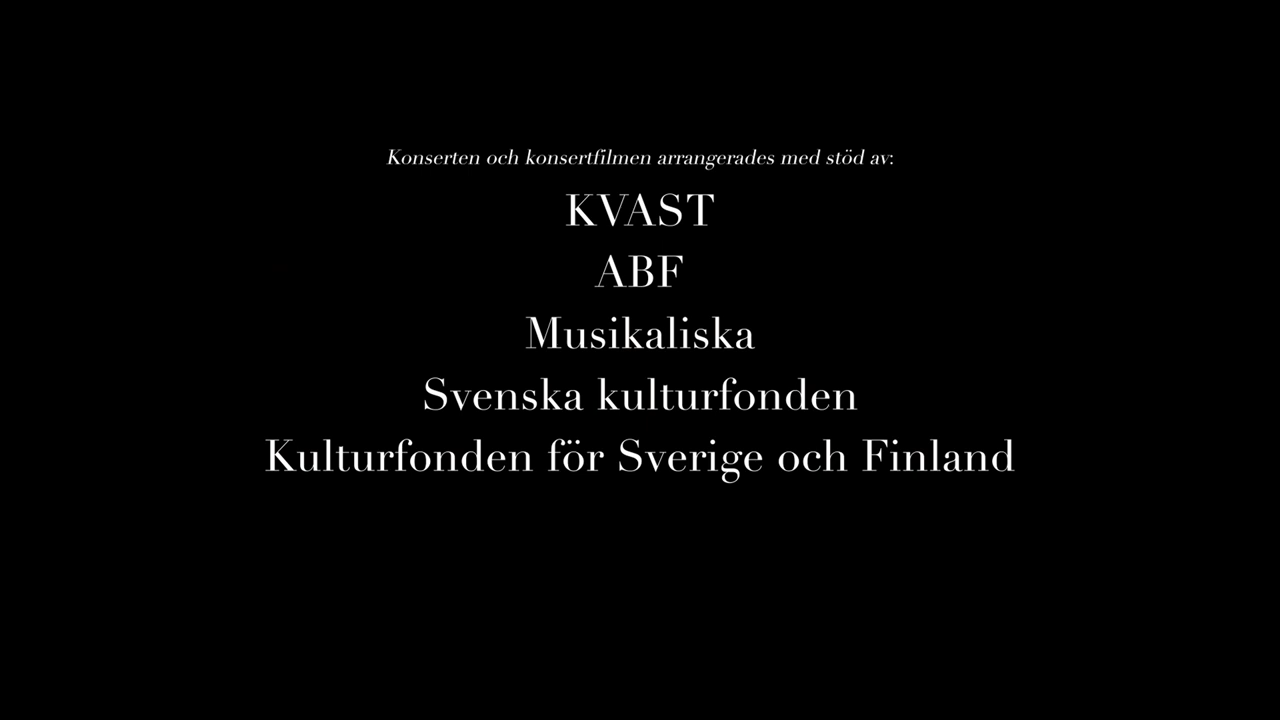 Konserten och konsertfilmen arrangerades med stöd av:
KVAST
ABF
Musikaliska
Svenska kulturfonden
Kulturfonden för Sverige och Finland